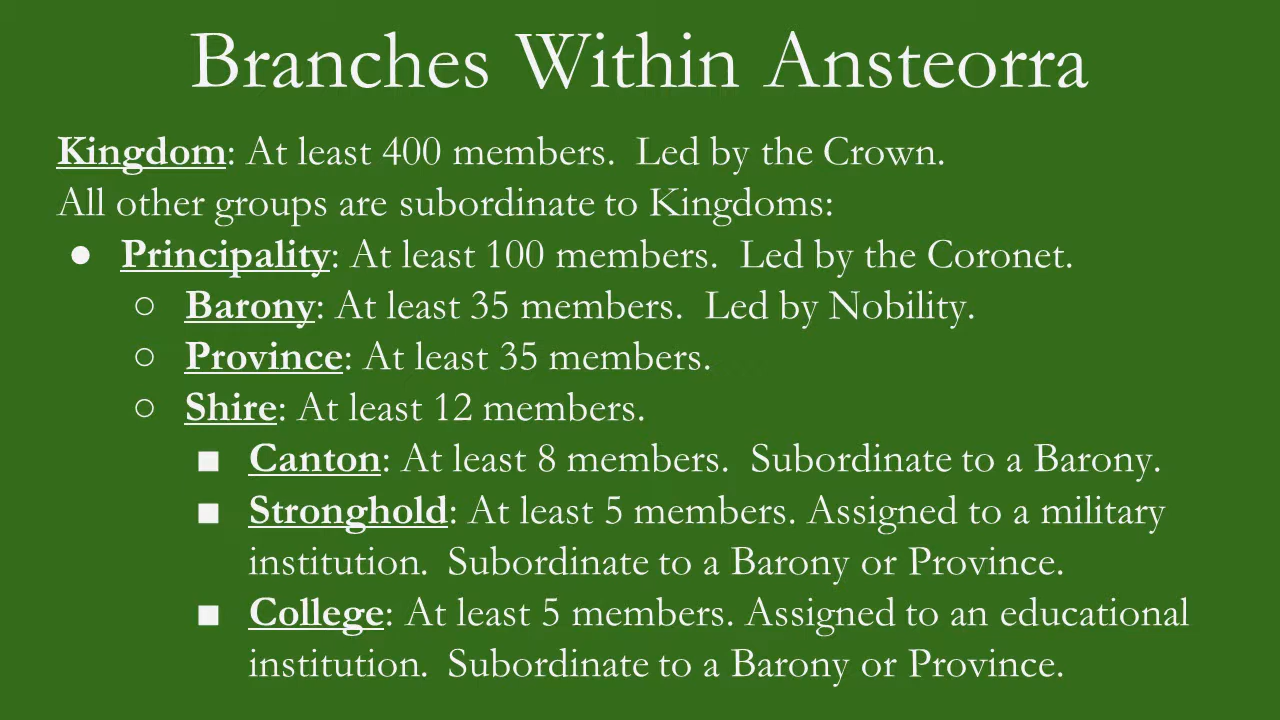 Branches Within Ansteorra
Kingdom: At least 400 members.  Led by the Crown.
All other groups are subordinate to Kingdoms:
● Principality: At least 100 members.  Led by the Coronet.
○ Barony: At least 35 members.  Led by Nobility.
○ Province: At least 35 members.
○ Shire: At least 12 members.
■ Canton: At least 8 members.  Subordinate to a Barony.
■ Stronghold: At least 5 members. Assigned to a military
institution.  Subordinate to a Barony or Province.
■ College: At least 5 members. Assigned to an educational
institution.  Subordinate to a Barony or Province.